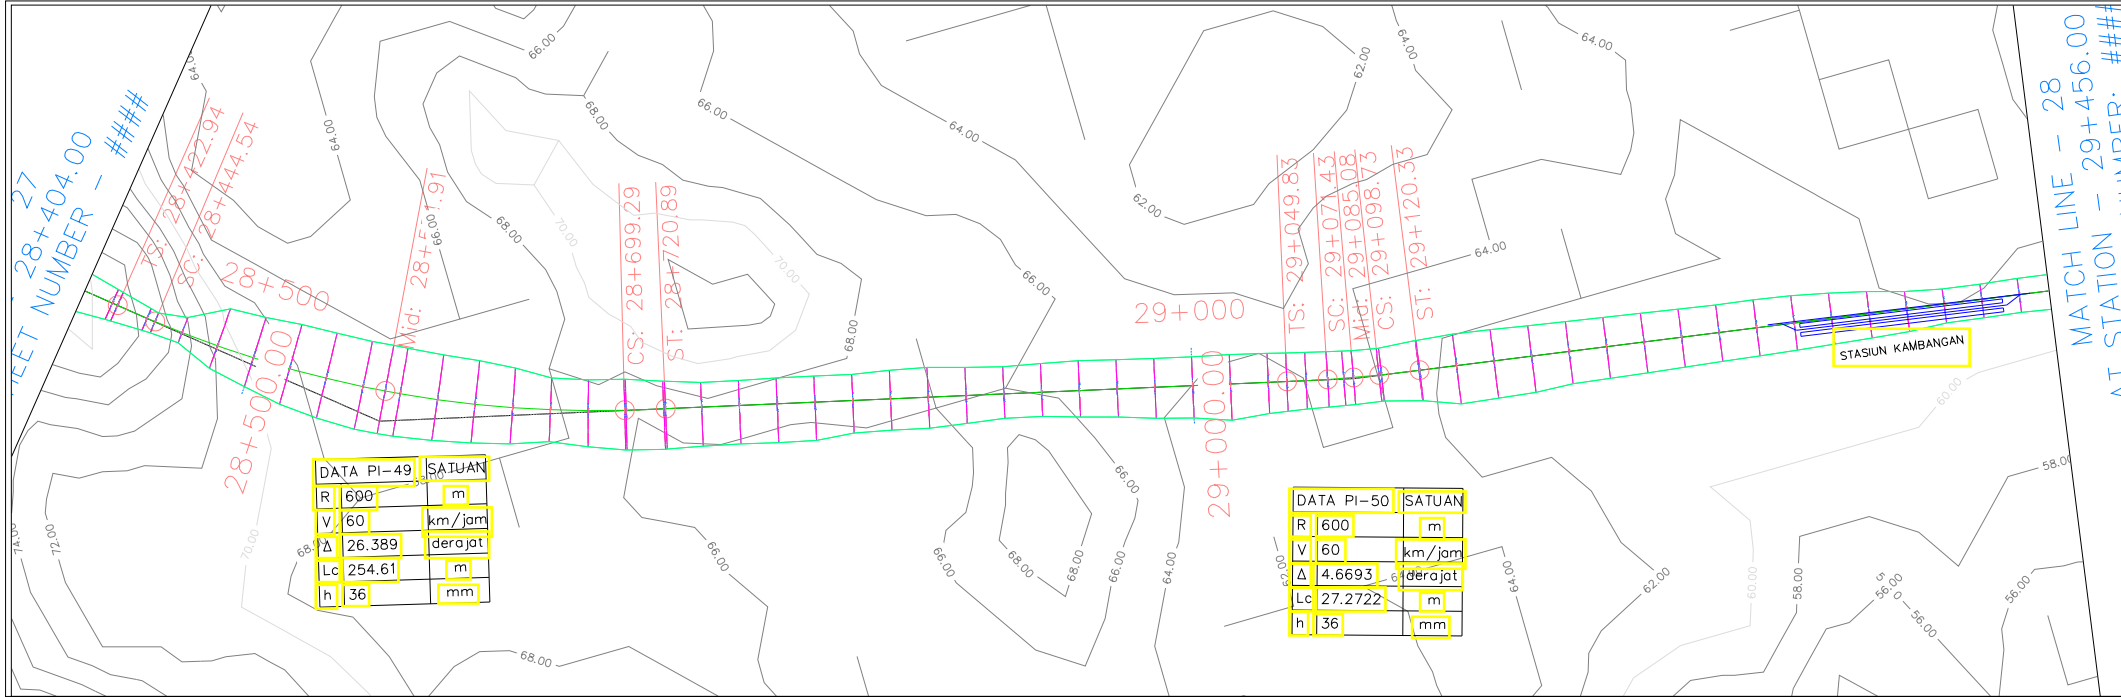 27
28+404.00
EET NUMBER - ####
TS: 28+422.94
SC: 28+444.54
28+500
28+500.00
CS: 28+699.29
ST: 28+720.89
29+000
29+000.00
TS: 29+049.83
SC: 29+071.43
Mid: 29+085.08
CS: 29+098.73
ST: 29+120.33
MATCH LINE - 28
AT STATION - 29+456.00
STASIUN KAMBANGAN
DATA PI-49 SATUAN
R 600 m
V 60 km/jam
Δ 26.389 derajat
Lc 254.61 m
h 36 mm
DATA PI-50 SATUAN
R 600 m
V 60 km/jam
Δ 4.6693 derajat
Lc 27.2722 m
h 36 mm
66.00
64.00
68.00
66.00
64.00
62.00
64.00
64.00
62.00
66.00
68.00
70.00
70.00
66.00
68.00
64.00
60.00
58.00
74.00
72.00
70.00
66.00
66.00
66.00
68.00
68.00
66.00
64.00
64.00
62.00
60.00
58.00
56.00
56.00
56.00
68.00